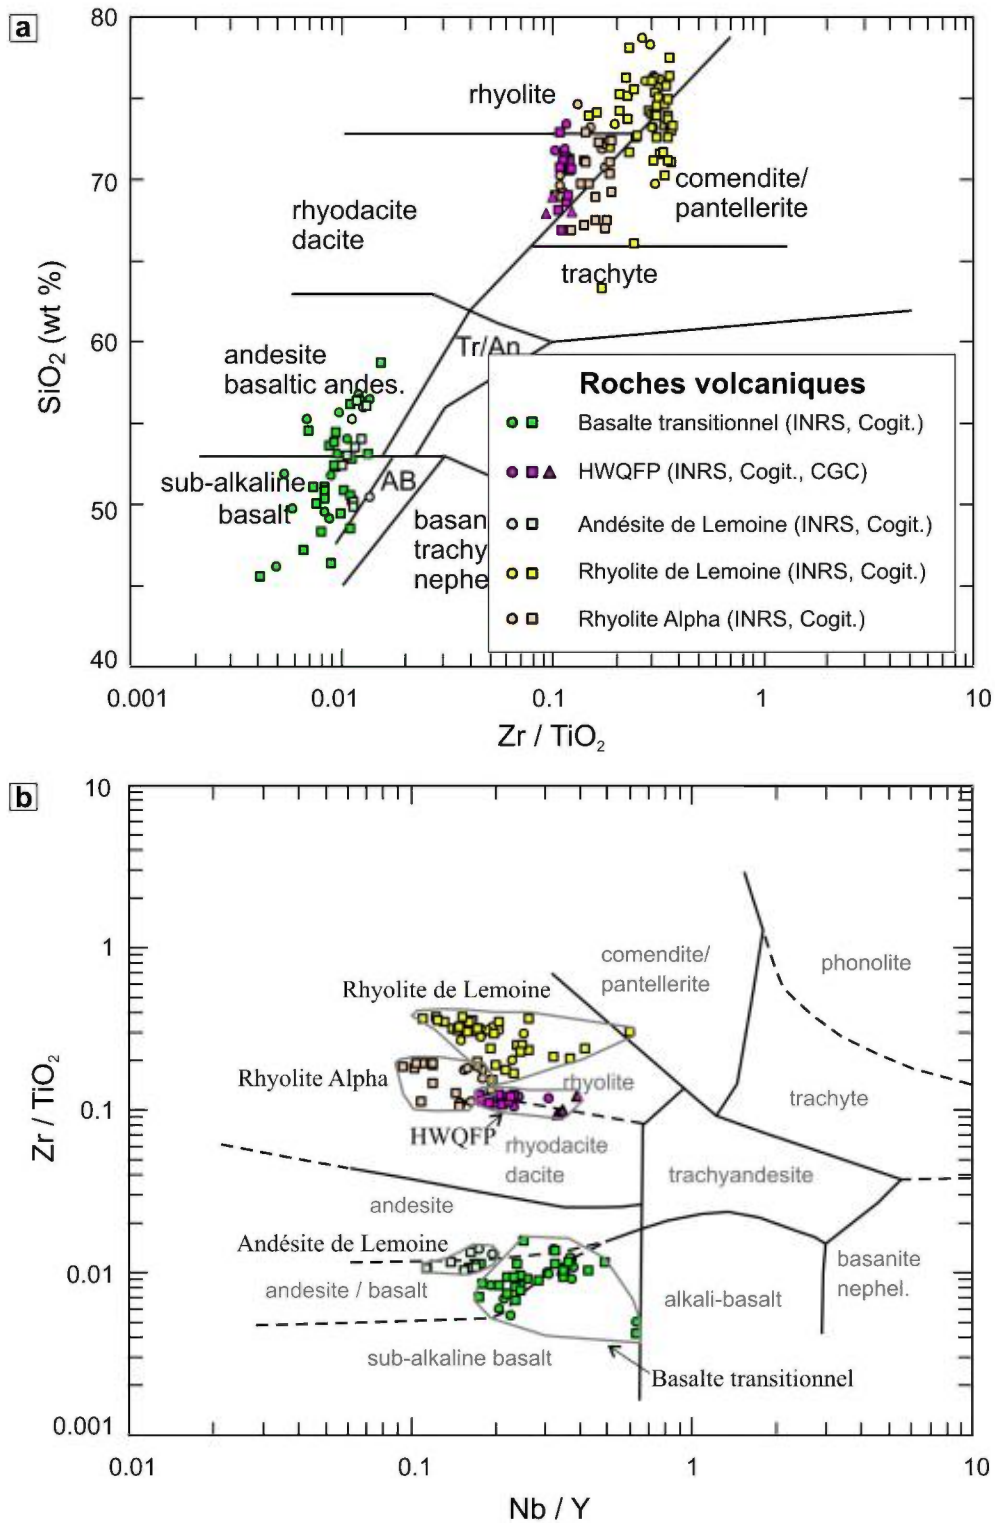 a
80
70
60
50
40
SiO2 (wt %)
rhyolite
comendite/
pantellerite
rhyodacite
dacite
trachyte
Tr/An
andesite
basaltic andes.
sub-alkaline
basalt
AB
basan
trachy
nephe
Roches volcaniques
Basalte transitionnel (INRS, Cogit.)
HWQFP (INRS, Cogit., CGC)
Andésite de Lemoine (INRS, Cogit.)
Rhyolite de Lemoine (INRS, Cogit.)
Rhyolite Alpha (INRS, Cogit.)
0.001 0.01 0.1 1 10
Zr / TiO2
b
10
1
0.1
0.01
0.001
Zr / TiO2
comendite/
pantellerite
phonolite
Rhyolite de Lemoine
Rhyolite Alpha
rhyolite
trachyte
HWQFP
rhyodacite
dacite
trachyandesite
andesite
Andésite de Lemoine
andesite / basalt
basanite
nephel.
alkali-basalt
sub-alkaline basalt
Basalte transitionnel
0.01 0.1 1 10
Nb / Y